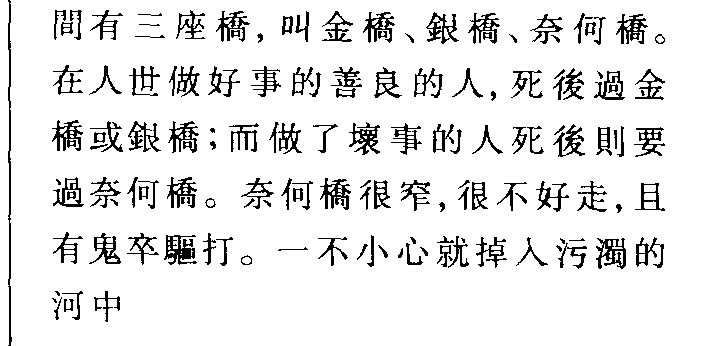 間有三座橋,叫金橋、銀橋、奈何橋。
在人世做好事的善良的人,死後過金
橋或銀橋;而做了壞事的人死後則要
過奈何橋。奈何橋很窄,很不好走,且
有鬼卒驅打。一不小心就掉入污濁的
河中